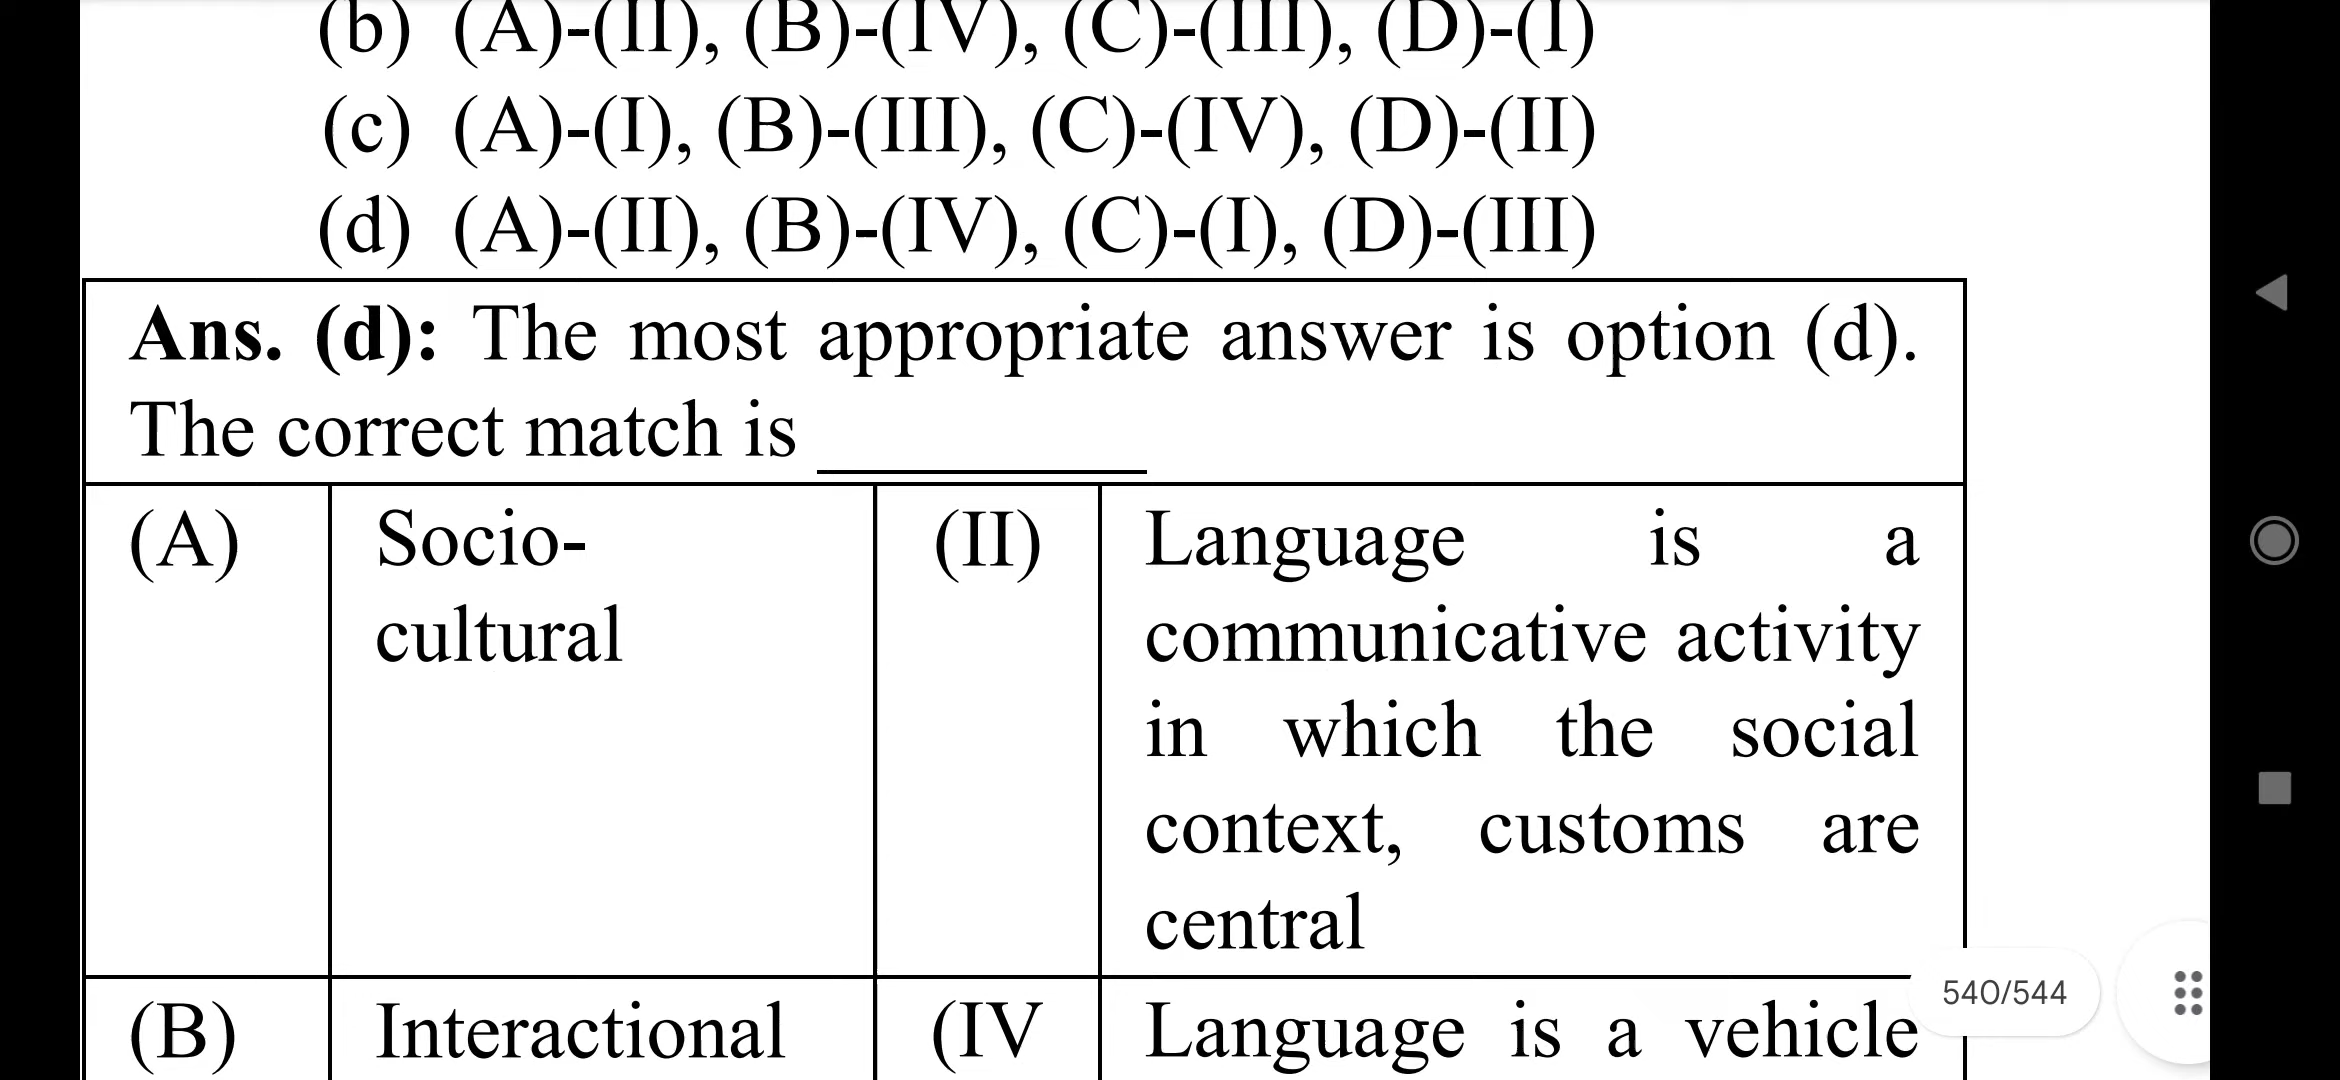 (b) (A)-(II), (B)-(IV), (C)-(III), (D)-(I)
(c) (A)-(I), (B)-(III), (C)-(IV), (D)-(II)
(d) (A)-(II), (B)-(IV), (C)-(I), (D)-(III)
Ans. (d): The most appropriate answer is option (d).
The correct match is __________
(A) Socio- (II) Language is a
cultural communicative activity
in which the social
context, customs are
central
(B) Interactional (IV Language is a vehicle
540/544